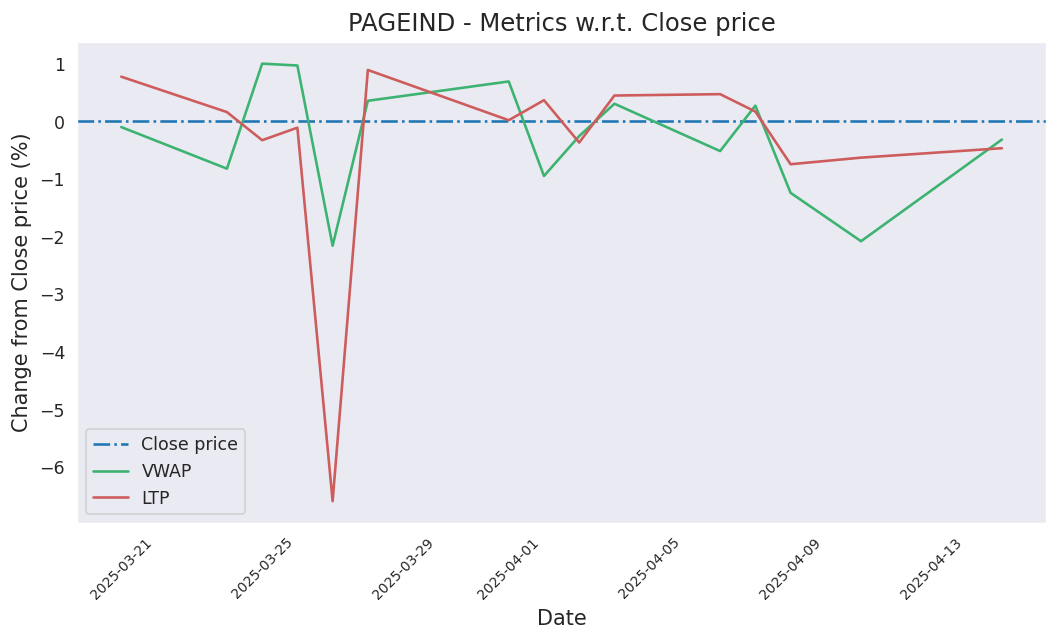 PAGEIND - Metrics w.r.t. Close price
Change from Close price (%)
1
0
−1
−2
−3
−4
−5
−6
Close price
VWAP
LTP
2025-03-21
2025-03-25
2025-03-29
2025-04-01
2025-04-05
2025-04-09
2025-04-13
Date